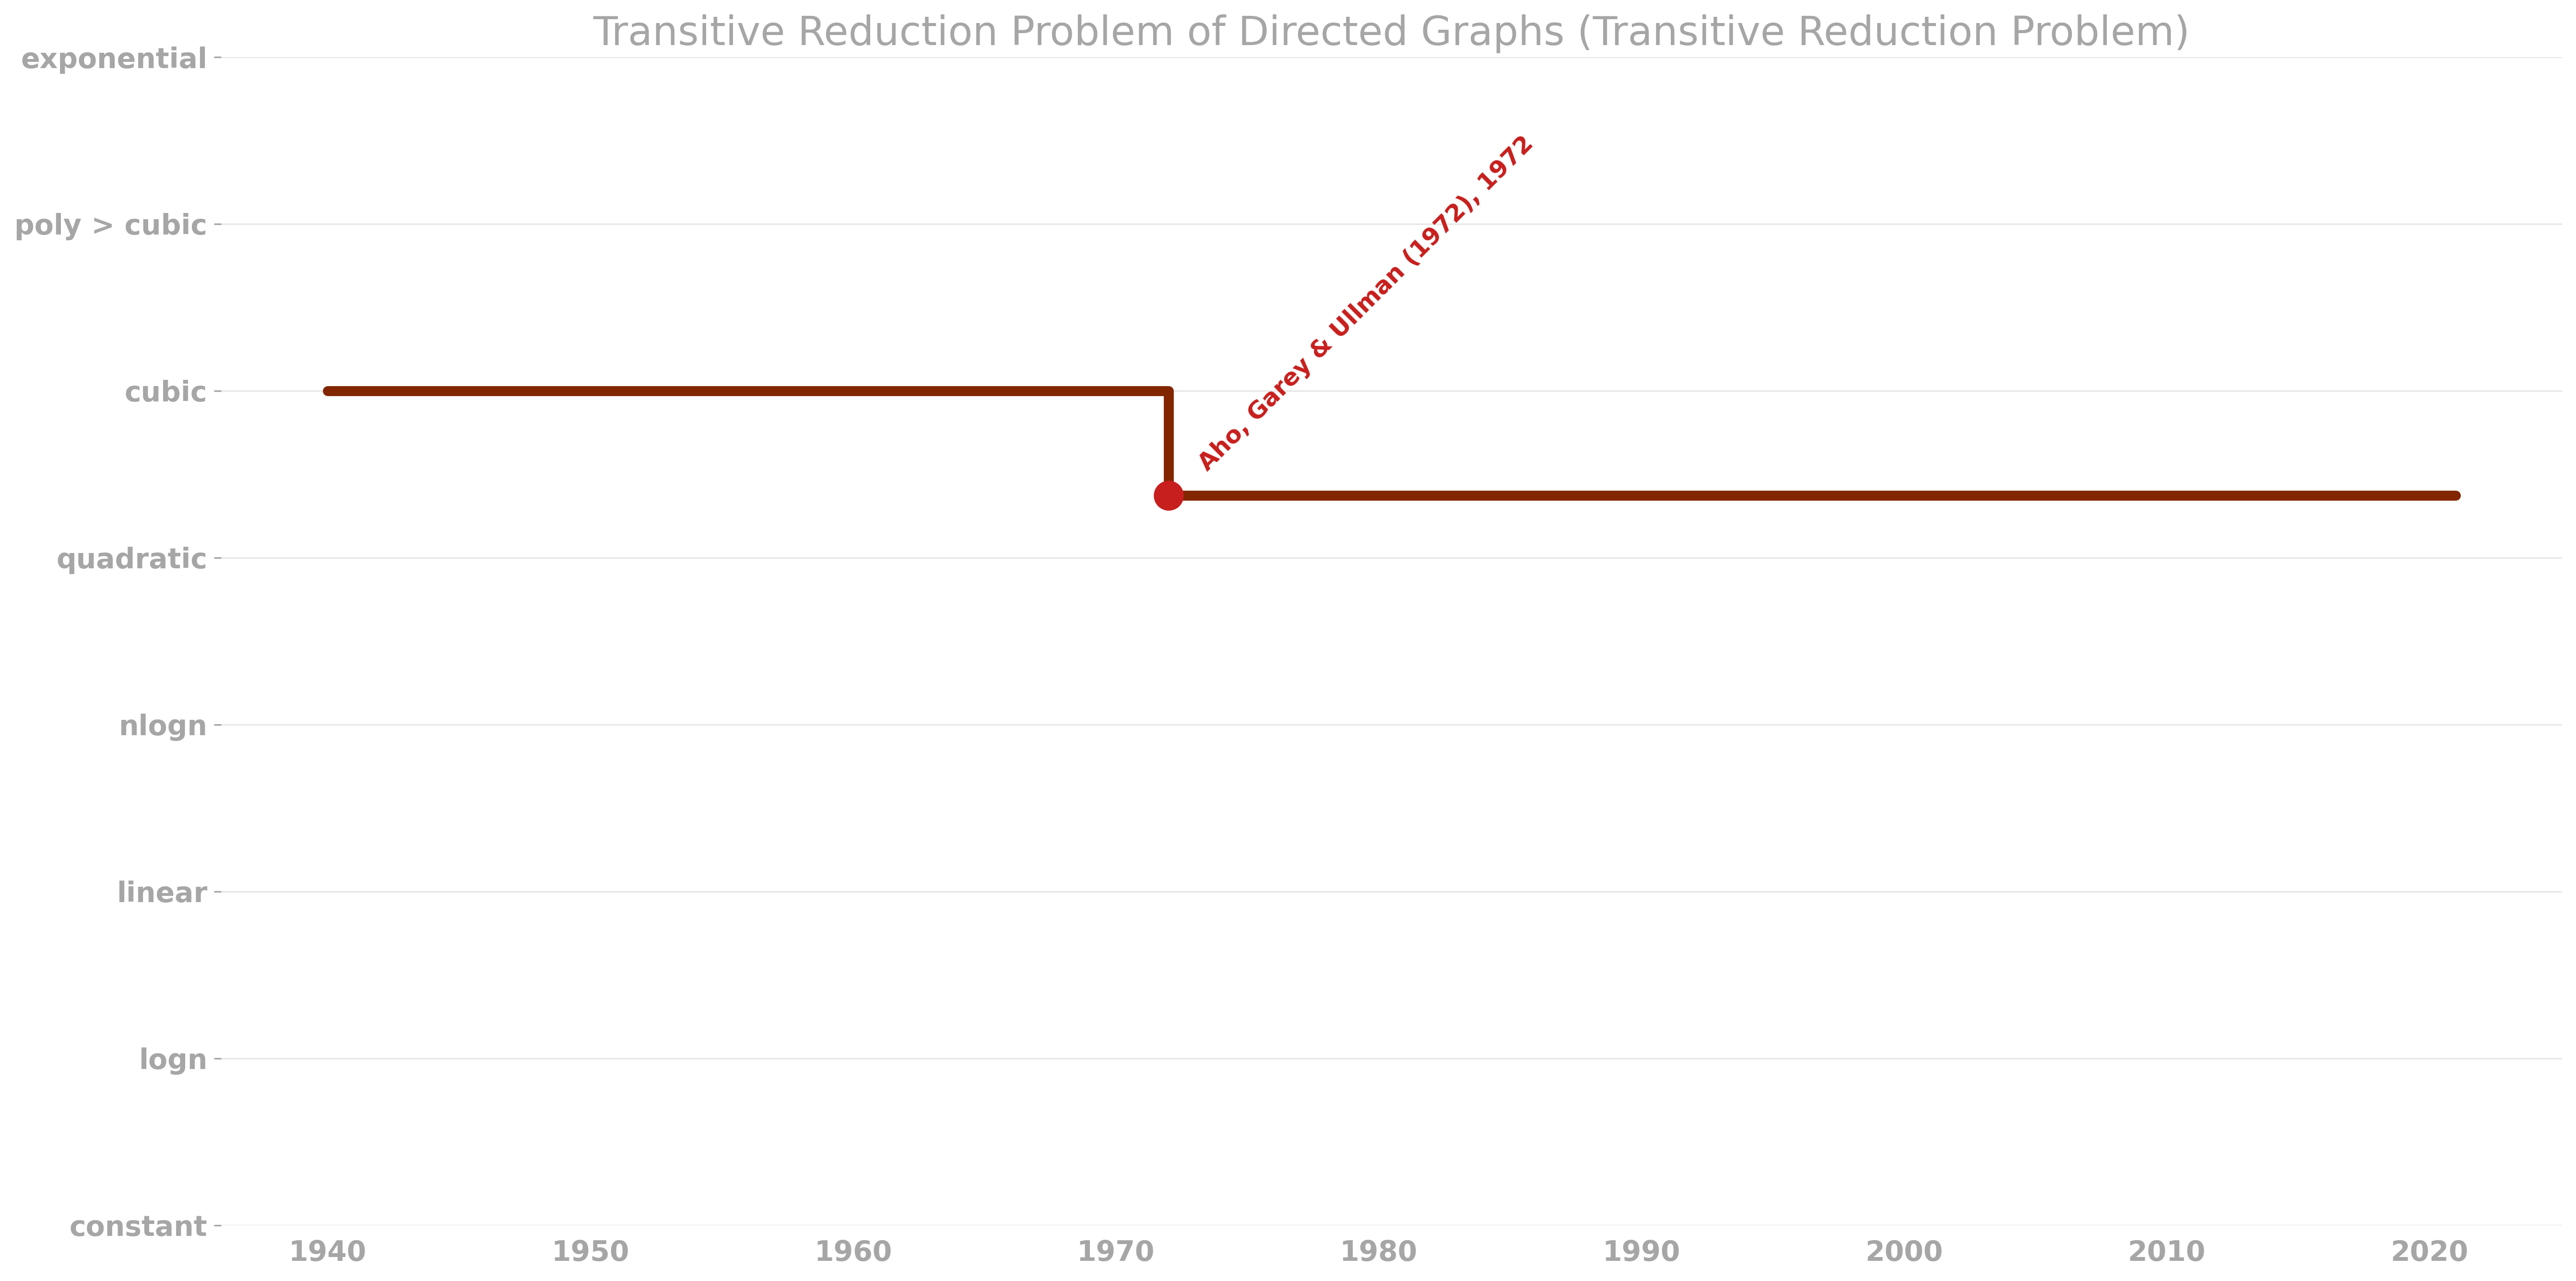 Transitive Reduction Problem of Directed Graphs (Transitive Reduction Problem)
exponential
poly > cubic
cubic
quadratic
nlogn
linear
logn
constant
Aho, Garey & Ullman (1972), 1972
1940 1950 1960 1970 1980 1990 2000 2010 2020